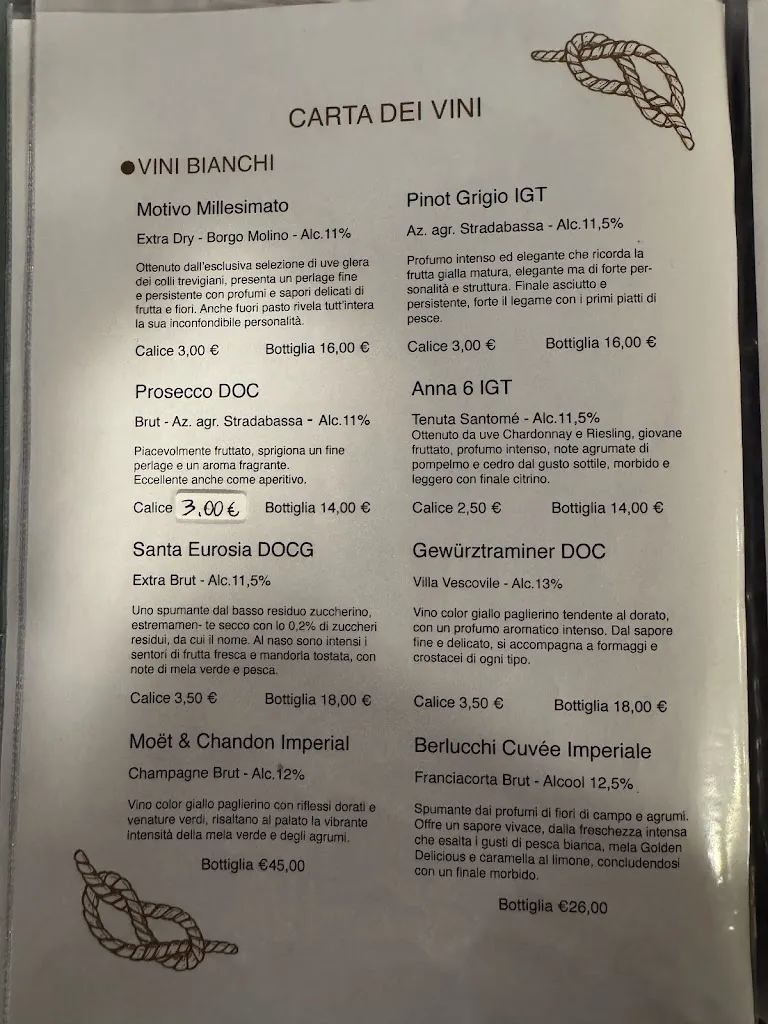 CARTA DEI VINI
●VINI BIANCHI
Motivo Millesimato
Extra Dry - Borgo Molino - Alc.11%
Ottenuto dall'esclusiva selezione di uve glera
dei colli trevigiani, presenta un perlage fine
e persistente con profumi e sapori delicati di
frutta e fiori. Anche fuori pasto rivela tutt'intera
la sua inconfondibile personalità.
Calice 3,00 € Bottiglia 16,00 €
Prosecco DOC
Brut - Az. agr. Stradabassa - Alc.11%
Piacevolmente fruttato, sprigiona un fine
perlage e un aroma fragrante.
Eccellente anche come aperitivo.
Calice 3,00 € Bottiglia 14,00 €
Santa Eurosia DOCG
Extra Brut - Alc.11,5%
Uno spumante dal basso residuo zuccherino,
estremamen- te secco con lo 0,2% di zuccheri
residui, da cui il nome. Al naso sono intensi i
sentori di frutta fresca e mandorla tostata, con
note di mela verde e pesca.
Calice 3,50 € Bottiglia 18,00 €
Moët & Chandon Imperial
Champagne Brut - Alc.12%
Vino color giallo paglierino con riflessi dorati e
venature verdi, risaltano al palato la vibrante
intensità della mela verde e degli agrumi.
Bottiglia €45,00
Pinot Grigio IGT
Az. agr. Stradabassa - Alc.11,5%
Profumo intenso ed elegante che ricorda la
frutta gialla matura, elegante ma di forte per-
sonalità e struttura. Finale asciutto e
persistente, forte il legame con i primi piatti di
pesce.
Calice 3,00 € Bottiglia 16,00 €
Anna 6 IGT
Tenuta Santomé - Alc.11,5%
Ottenuto da uve Chardonnay e Riesling, giovane
fruttato, profumo intenso, note agrumate di
pompelmo e cedro dal gusto sottile, morbido e
leggero con finale citrino.
Calice 2,50 € Bottiglia 14,00 €
Gewürztraminer DOC
Villa Vescovile - Alc.13%
Vino color giallo paglierino tendente al dorato,
con un profumo aromatico intenso. Dal sapore
fine e delicato, si accompagna a formaggi e
crostacei di ogni tipo.
Calice 3,50 € Bottiglia 18,00 €
Berlucchi Cuvée Imperiale
Franciacorta Brut - Alcool 12,5%
Spumante dai profumi di fiori di campo e agrumi.
Offre un sapore vivace, dalla freschezza intensa
che esalta i gusti di pesca bianca, mela Golden
Delicious e caramella al limone, concludendosi
con un finale morbido.
Bottiglia €26,00